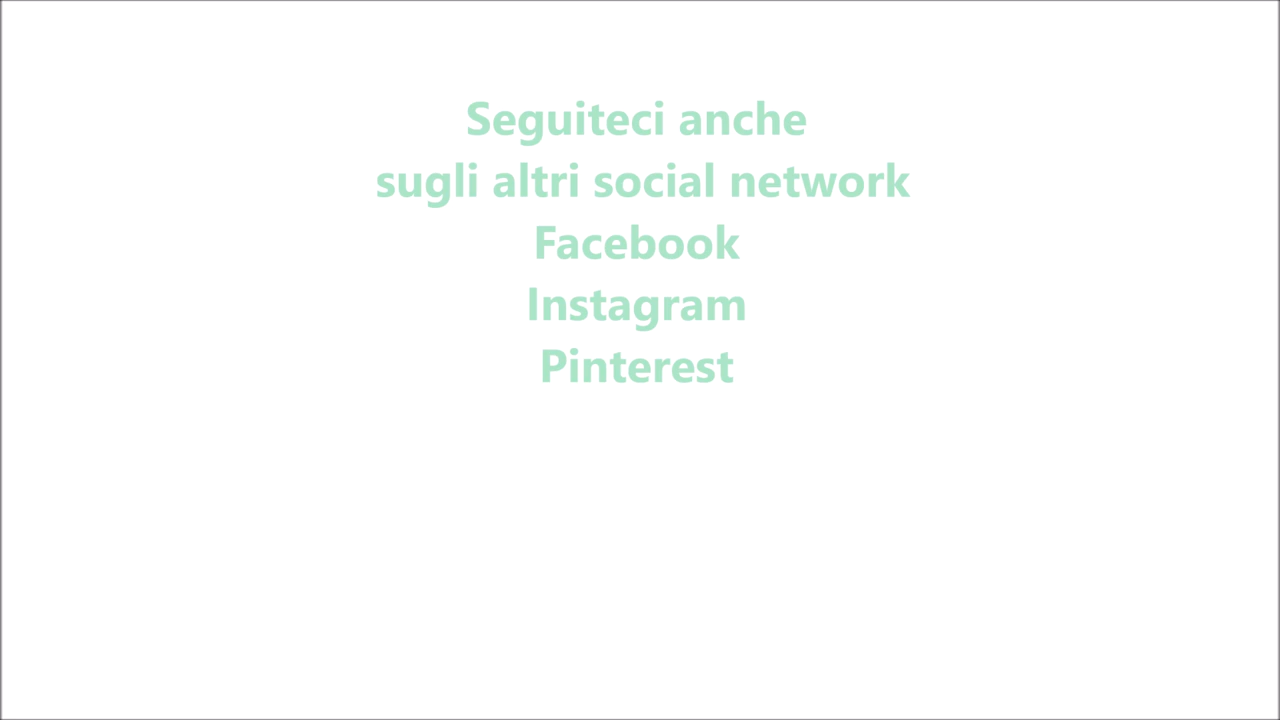 Seguiteci anche
sugli altri social network
Facebook
Instagram
Pinterest